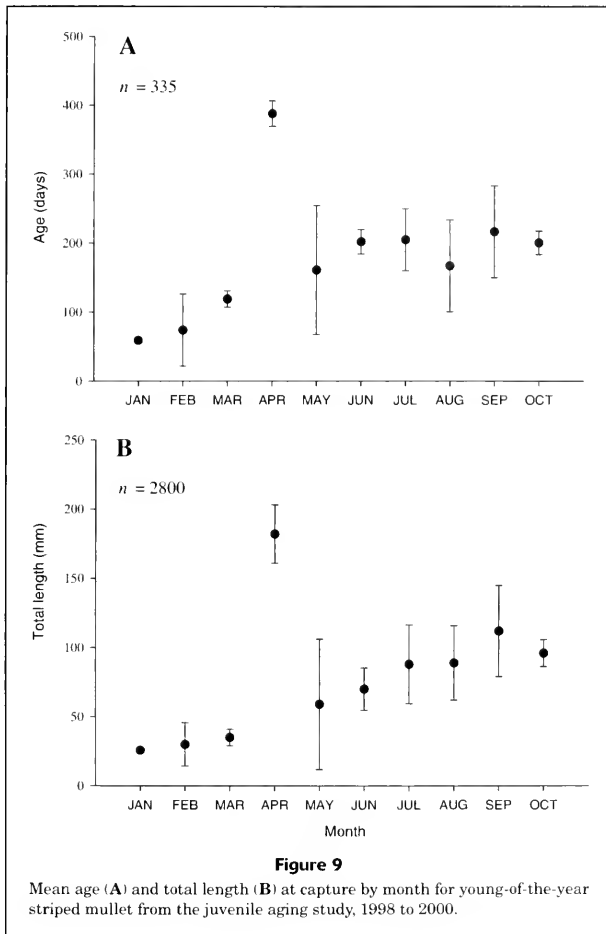 A
n = 335
500
400
300
200
100
0
Age (days)
JAN FEB MAR APR MAY JUN JUL AUG SEP OCT
B
n = 2800
250
200
150
100
50
0
Total length (mm)
JAN FEB MAR APR MAY JUN JUL AUG SEP OCT
Month
Figure 9
Mean age (A) and total length (B) at capture by month for young-of-the-year
striped mullet from the juvenile aging study, 1998 to 2000.